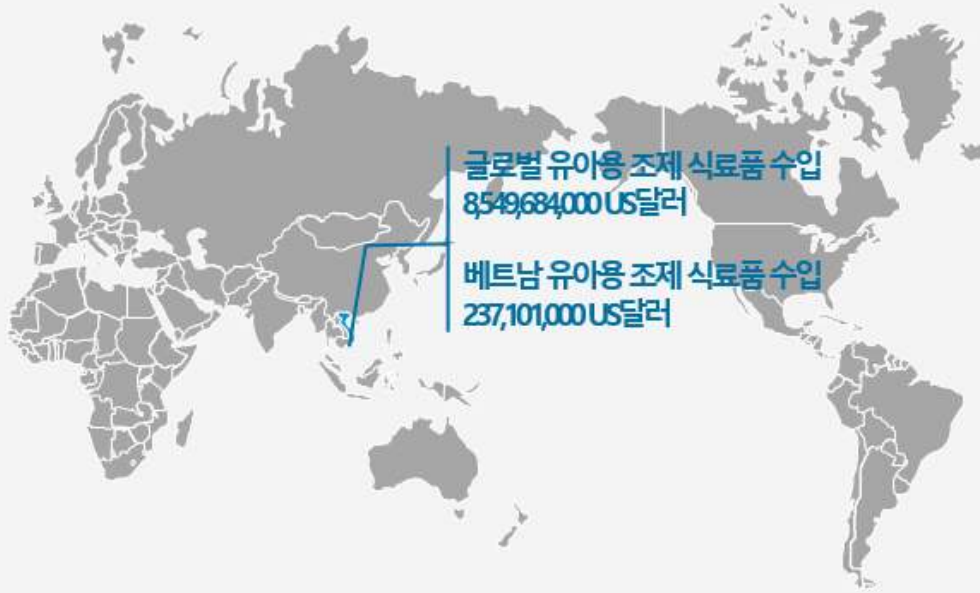 글로벌 유아용 조제 식료품 수입
8,549,684,000 US달러
베트남 유아용 조제 식료품 수입
237,101,000 US달러